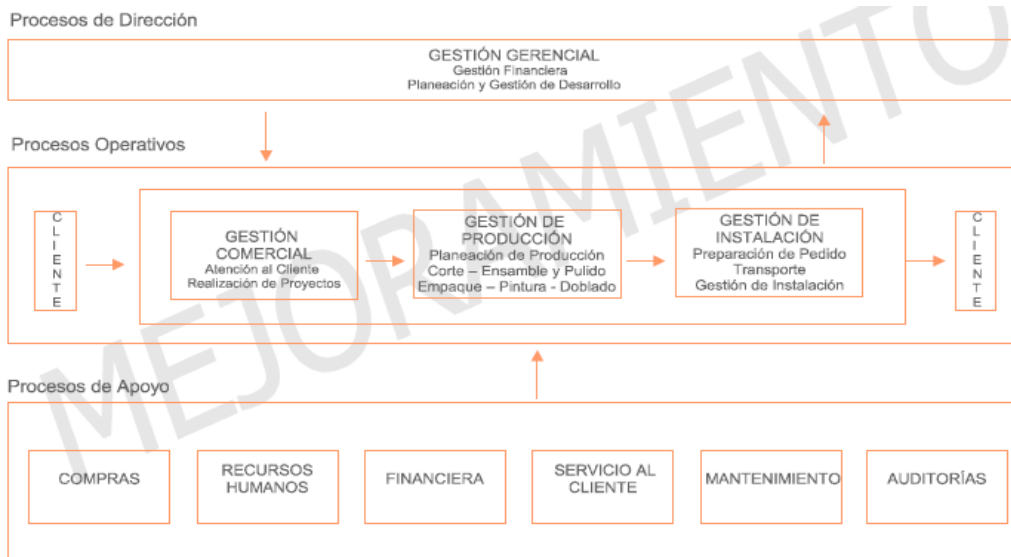 Procesos de Dirección
GESTIÓN GERENCIAL
Gestión Financiera
Planeación y Gestión de Desarrollo
Procesos Operativos
CLIENTE
GESTIÓN
COMERCIAL
Atención al Cliente
Realización de Proyectos
GESTIÓN DE
PRODUCCIÓN
Planeación de Producción
Corte – Ensamble y Pulido
Empaque – Pintura - Doblado
GESTIÓN DE
INSTALACIÓN
Preparación de Pedido
Transporte
Gestión de Instalación
CLIENTE
Procesos de Apoyo
COMPRAS
RECURSOS
HUMANOS
FINANCIERA
SERVICIO AL
CLIENTE
MANTENIMIENTO
AUDITORÍAS
MEJORAMIENTO